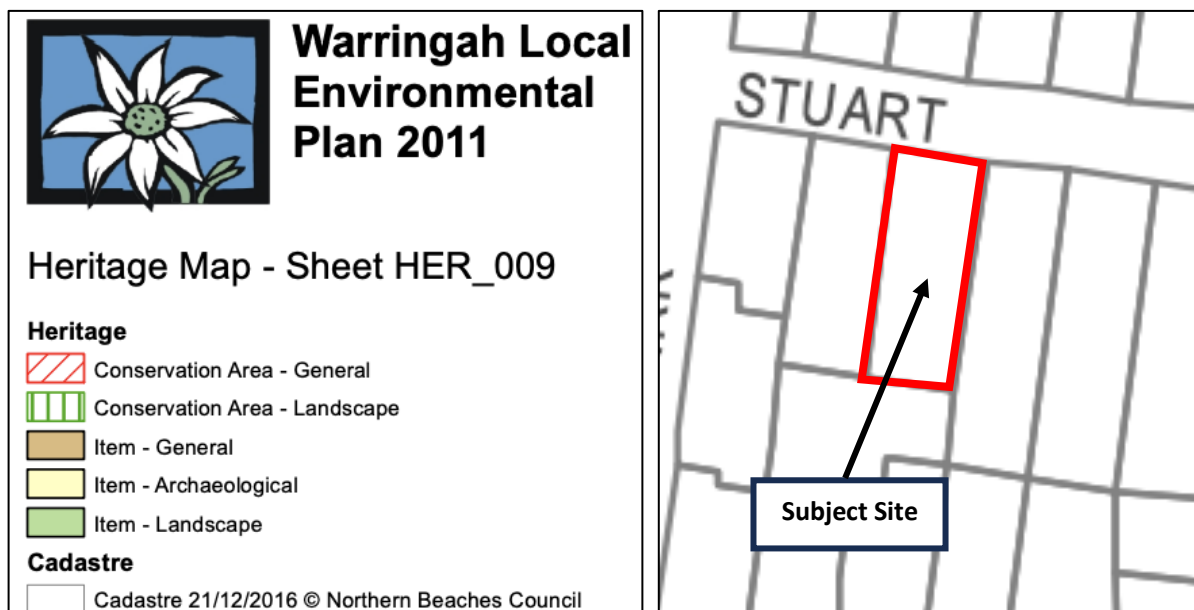 Warringah Local
Environmental
Plan 2011
Heritage Map - Sheet HER_009
Heritage
Conservation Area - General
Conservation Area - Landscape
Item - General
Item - Archaeological
Item - Landscape
Cadastre
Cadastre 21/12/2016 © Northern Beaches Council
STUART
Subject Site